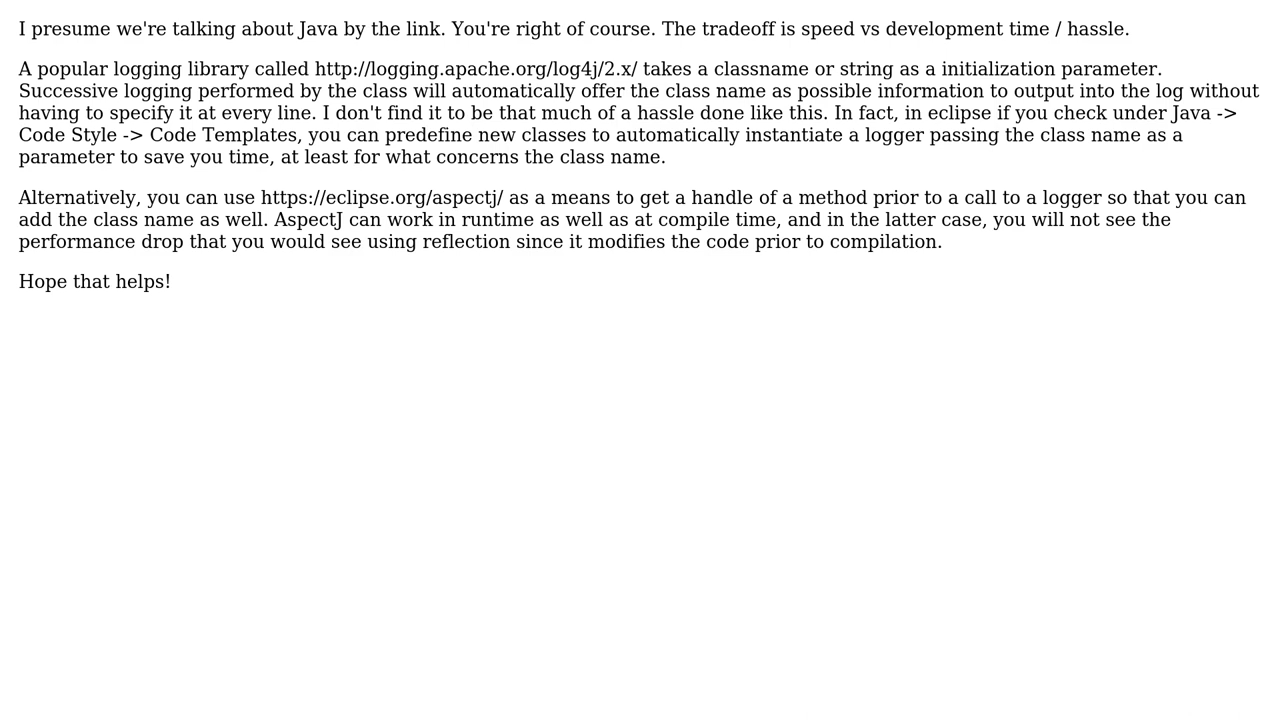 I presume we're talking about Java by the link. You're right of course. The tradeoff is speed vs development time / hassle.
A popular logging library called http://logging.apache.org/log4j/2.x/ takes a classname or string as a initialization parameter.
Successive logging performed by the class will automatically offer the class name as possible information to output into the log without
having to specify it at every line. I don't find it to be that much of a hassle done like this. In fact, in eclipse if you check under Java ->
Code Style -> Code Templates, you can predefine new classes to automatically instantiate a logger passing the class name as a
parameter to save you time, at least for what concerns the class name.
Alternatively, you can use https://eclipse.org/aspectj/ as a means to get a handle of a method prior to a call to a logger so that you can
add the class name as well. AspectJ can work in runtime as well as at compile time, and in the latter case, you will not see the
performance drop that you would see using reflection since it modifies the code prior to compilation.
Hope that helps!